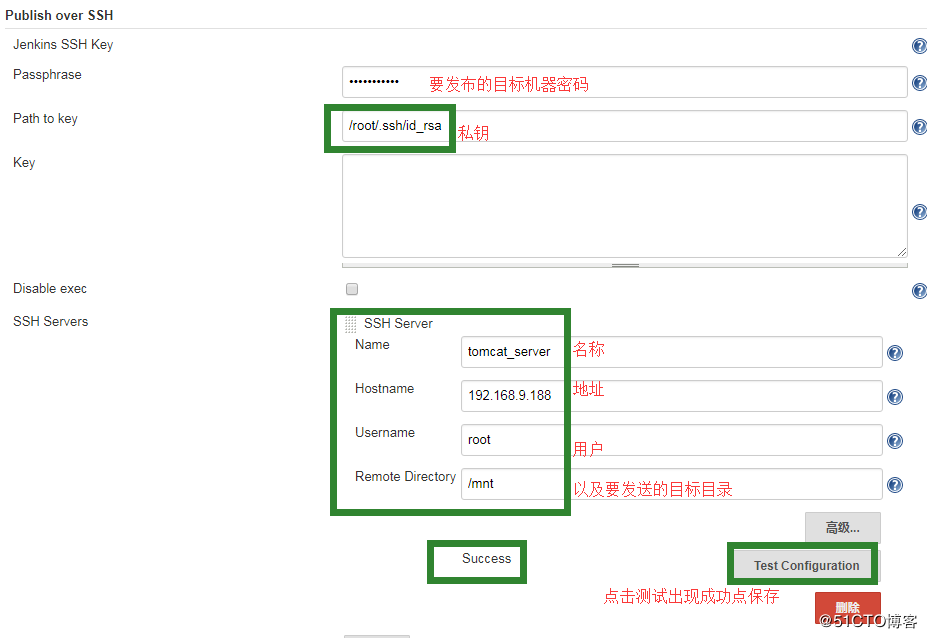 Publish over SSH
Jenkins SSH Key
Passphrase ••••••••••• 要发布的目标机器密码
Path to key /root/.ssh/id_rsa 私钥
Key
Disable exec
SSH Servers
SSH Server
Name tomcat_server 名称
Hostname 192.168.9.188 地址
Username root 用户
Remote Directory /mnt 以及要发送的目标目录
高级...
Success
Test Configuration
点击测试出现成功点保存
删除
@51CTO博客